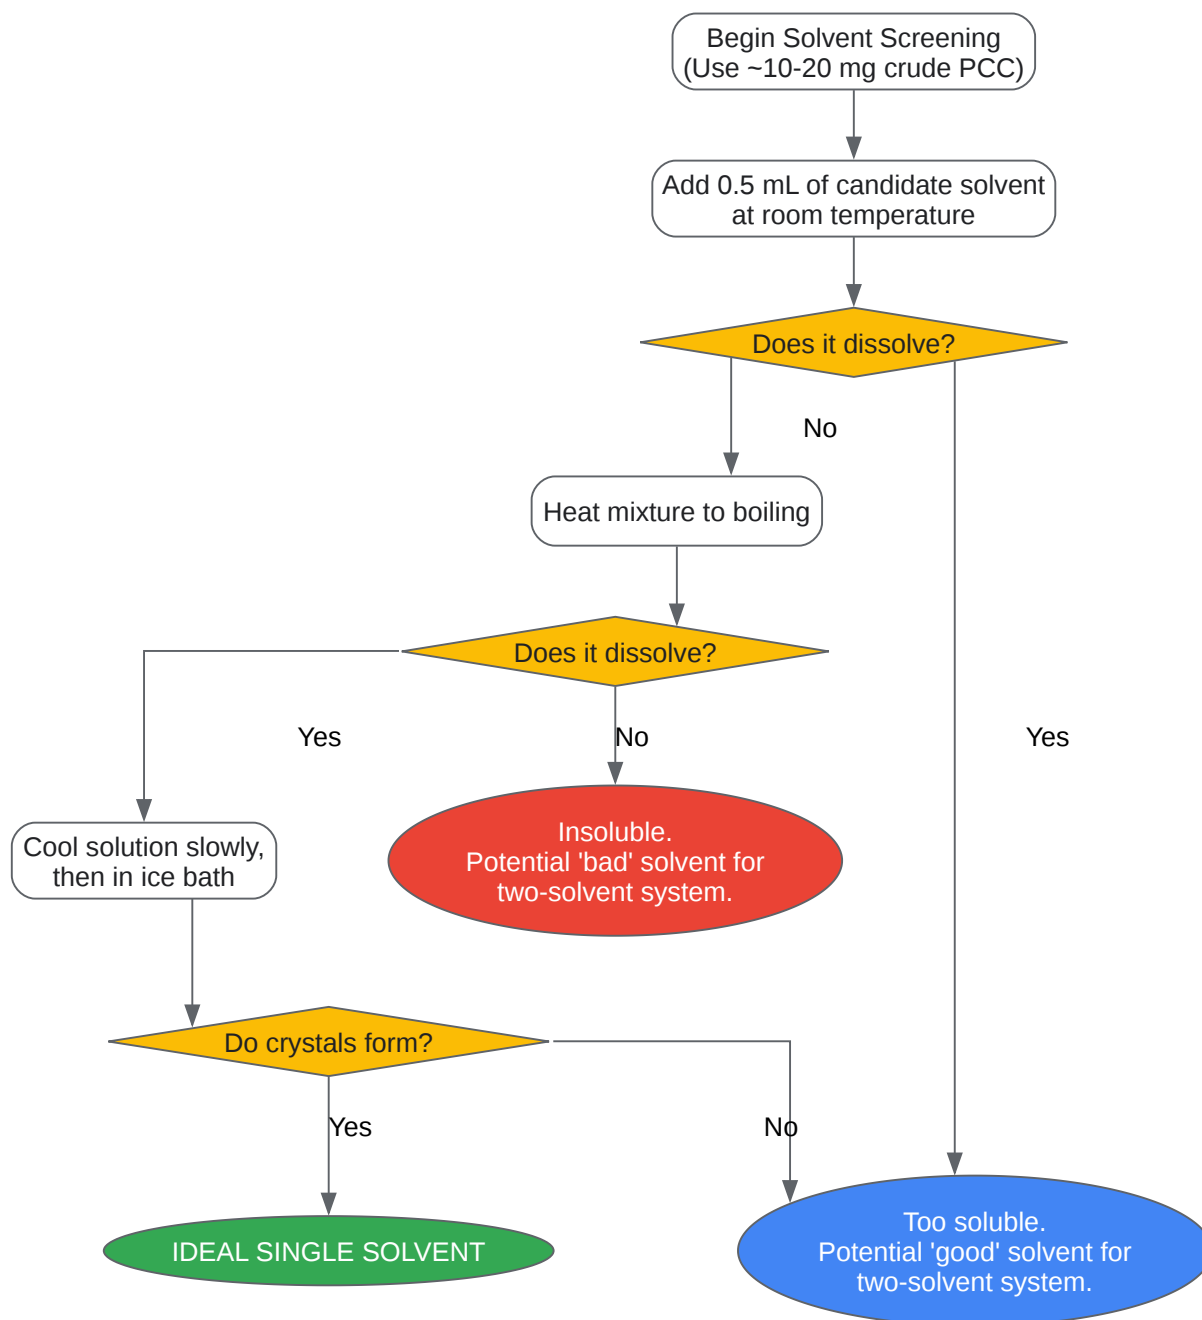 Begin Solvent Screening
(Use ~10-20 mg crude PCC)
Add 0.5 mL of candidate solvent
at room temperature
Does it dissolve?
No
Heat mixture to boiling
Does it dissolve?
Yes
No
Yes
Insoluble.
Potential 'bad' solvent for
two-solvent system.
Cool solution slowly,
then in ice bath
Do crystals form?
Yes
No
IDEAL SINGLE SOLVENT
Too soluble.
Potential 'good' solvent for
two-solvent system.